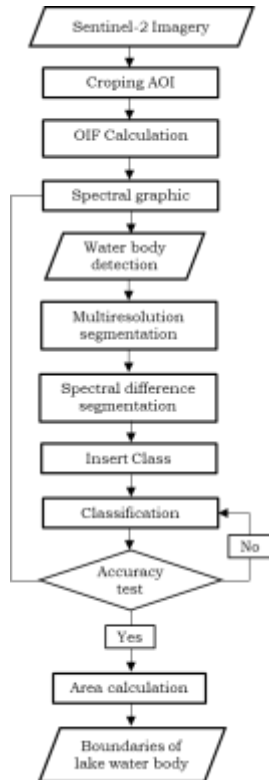 Sentinel-2 Imagery
Croping AOI
OIF Calculation
Spectral graphic
Water body
detection
Multiresolution
segmentation
Spectral difference
segmentation
Insert Class
Classification
No
Accuracy
test
Yes
Area calculation
Boundaries of
lake water body